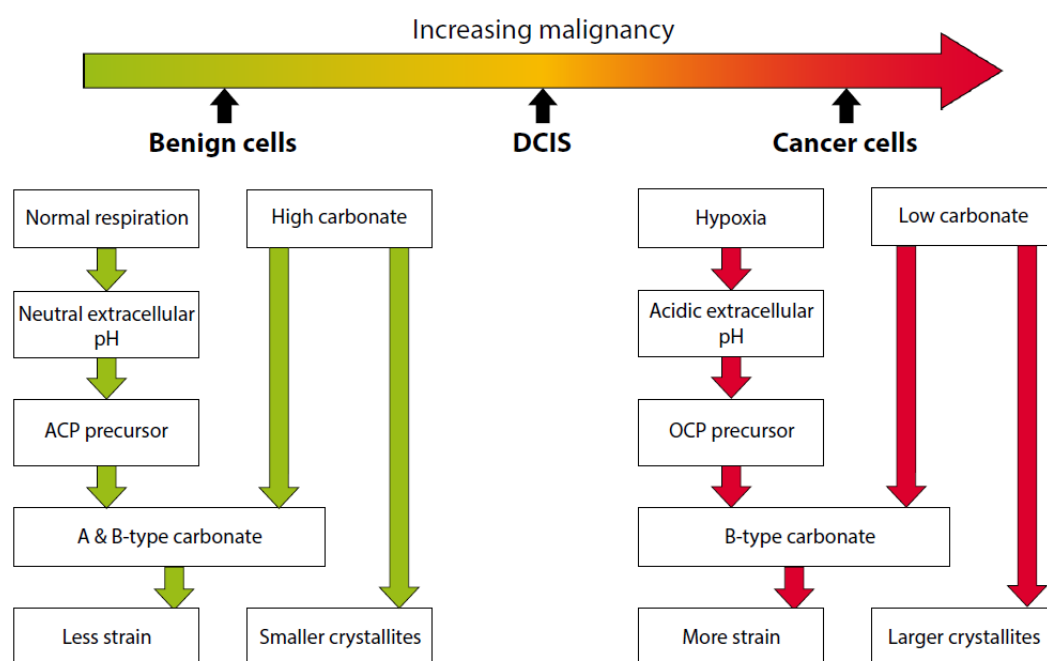 Increasing malignancy
Benign cells
DCIS
Cancer cells
Normal respiration
High carbonate
Hypoxia
Low carbonate
Neutral extracellular
pH
Acidic extracellular
pH
ACP precursor
OCP precursor
A & B-type carbonate
B-type carbonate
Less strain
Smaller crystallites
More strain
Larger crystallites